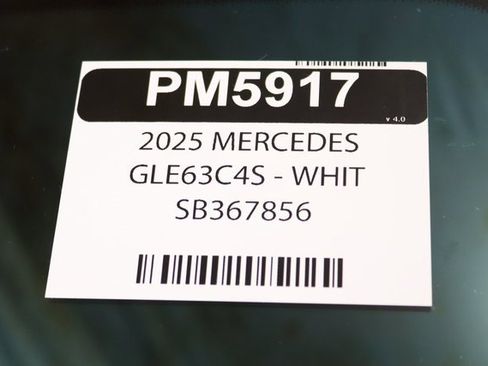 PM5917
v 4.0
2025 MERCEDES
GLE63C4S - WHIT
SB367856